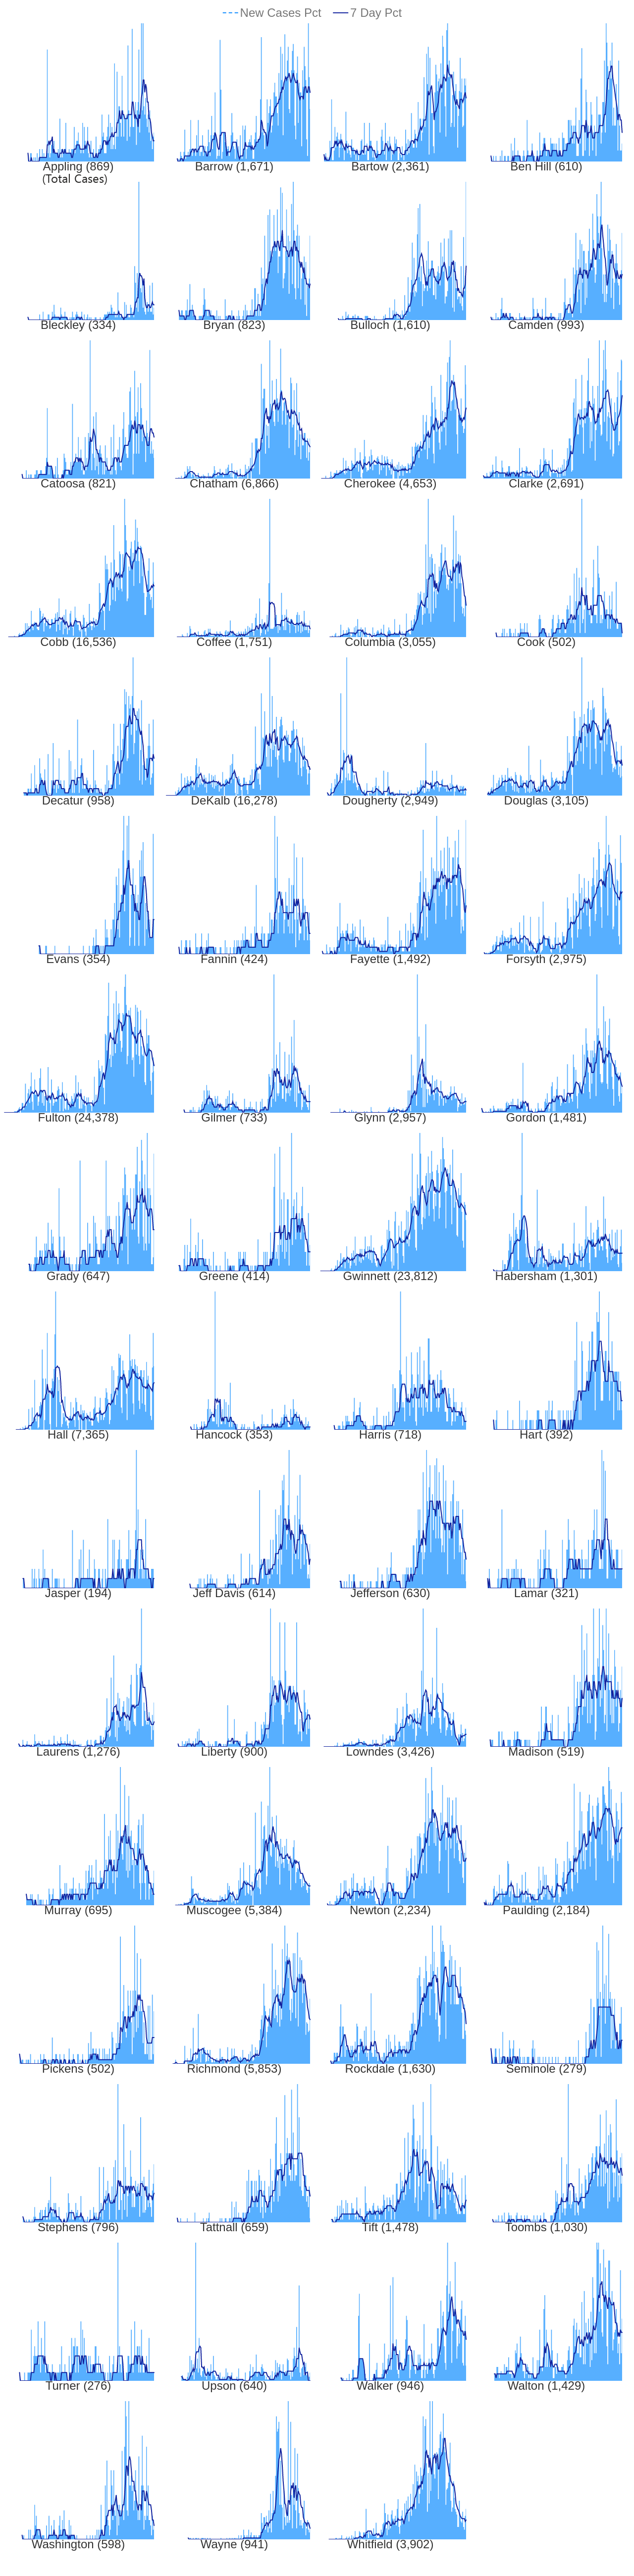 New Cases Pct 7 Day Pct
Appling (869) Barrow (1,671) Bartow (2,361) Ben Hill (610)
(Total Cases)
Bleckley (334) Bryan (823) Bulloch (1,610) Camden (993)
Catoosa (821) Chatham (6,866) Cherokee (4,653) Clarke (2,691)
Cobb (16,536) Coffee (1,751) Columbia (3,055) Cook (502)
Decatur (958) DeKalb (16,278) Dougherty (2,949) Douglas (3,105)
Evans (354) Fannin (424) Fayette (1,492) Forsyth (2,975)
Fulton (24,378) Gilmer (733) Glynn (2,957) Gordon (1,481)
Grady (647) Greene (414) Gwinnett (23,812) Habersham (1,301)
Hall (7,365) Hancock (353) Harris (718) Hart (392)
Jasper (194) Jeff Davis (614) Jefferson (630) Lamar (321)
Laurens (1,276) Liberty (900) Lowndes (3,426) Madison (519)
Murray (695) Muscogee (5,384) Newton (2,234) Paulding (2,184)
Pickens (502) Richmond (5,853) Rockdale (1,630) Seminole (279)
Stephens (796) Tattnall (659) Tift (1,478) Toombs (1,030)
Turner (276) Upson (640) Walker (946) Walton (1,429)
Washington (598) Wayne (941) Whitfield (3,902)